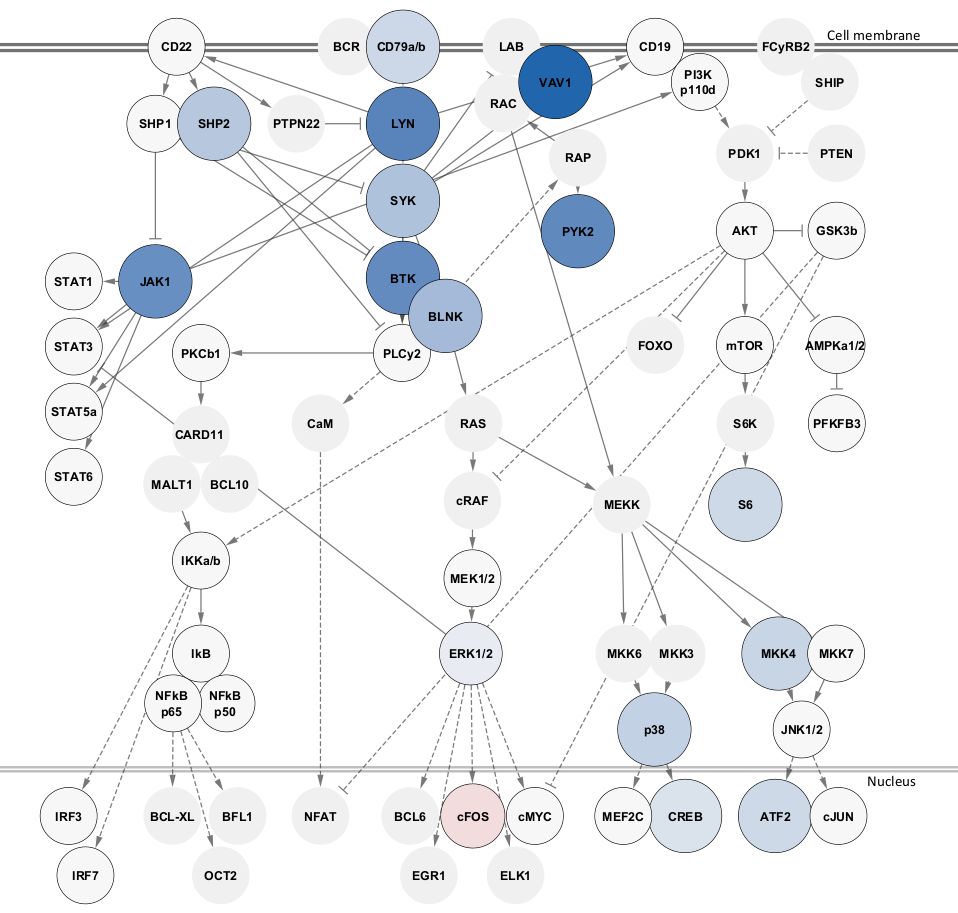 Cell membrane
CD22
BCR
CD79a/b
LAB
CD19
FCyRB2
VAV1
PI3K
p110d
SHIP
RAC
SHP1
SHP2
PTPN22
LYN
RAP
PDK1
PTEN
SYK
PYK2
AKT
GSK3b
STAT1
JAK1
BTK
BLNK
STAT3
PKCb1
PLCy2
FOXO
mTOR
AMPKa1/2
STAT5a
CARD11
CaM
RAS
S6K
PFKFB3
STAT6
MALT1
BCL10
cRAF
MEKK
S6
IKKa/b
MEK1/2
IkB
ERK1/2
MKK6
MKK3
MKK4
MKK7
NFkB
p65
NFkB
p50
p38
JNK1/2
Nucleus
IRF3
BCL-XL
BFL1
NFAT
BCL6
cFOS
cMYC
MEF2C
CREB
ATF2
cJUN
IRF7
OCT2
EGR1
ELK1